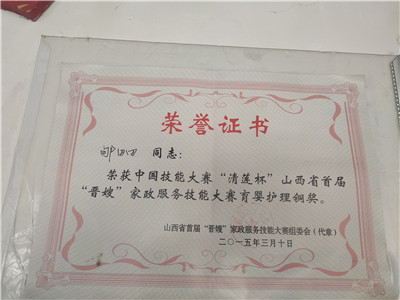 荣誉证书
同志：
荣获中国技能大赛“清莲杯”山西省首届
“晋嫂”家政服务技能大赛育婴护理铜奖。
山西省首届“晋嫂”家政服务技能大赛组委会（代章）
二〇一五年三月十日